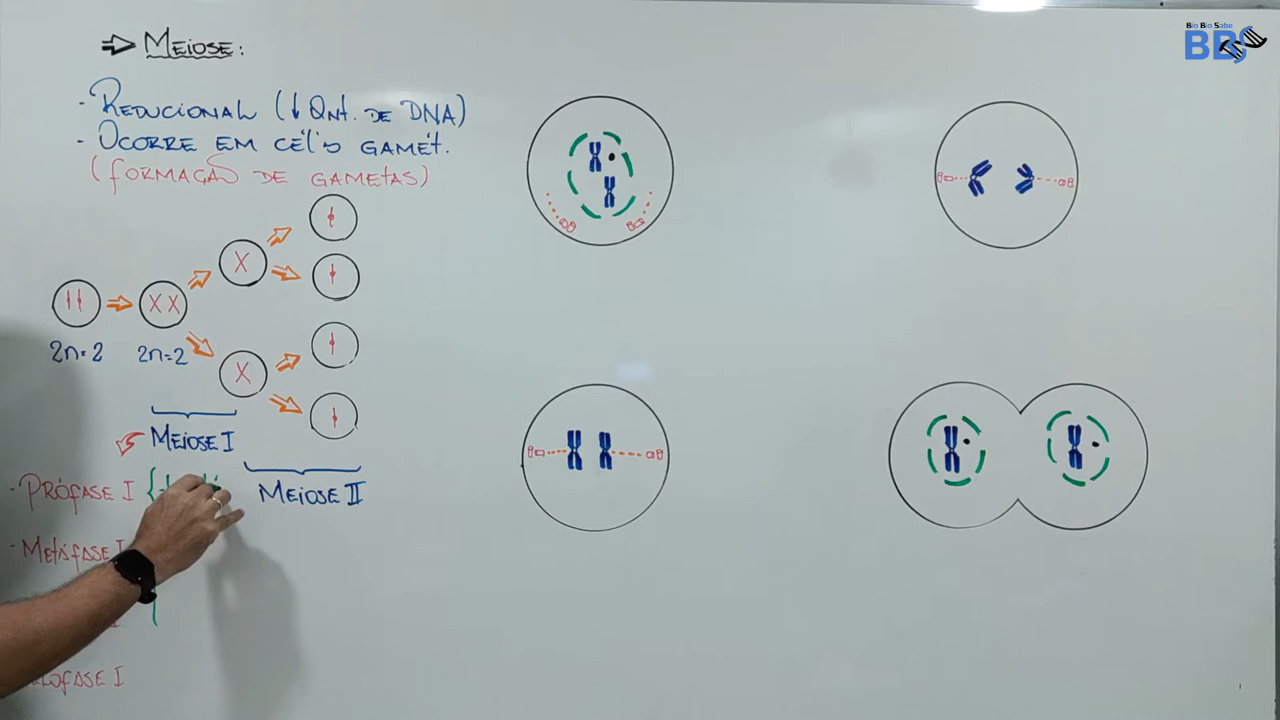 ⇒ MEIOSE:
· REDUCIONAL (↓ QNT. DE DNA)
· OCORRE EM CÉL'S GAMÉT.
(FORMAÇÃO DE GAMETAS)
2n=2 2n=2
MEIOSE I
MEIOSE II
· PRÓFASE I {
· METÁFASE I
Bio Bio Sabe
BBS